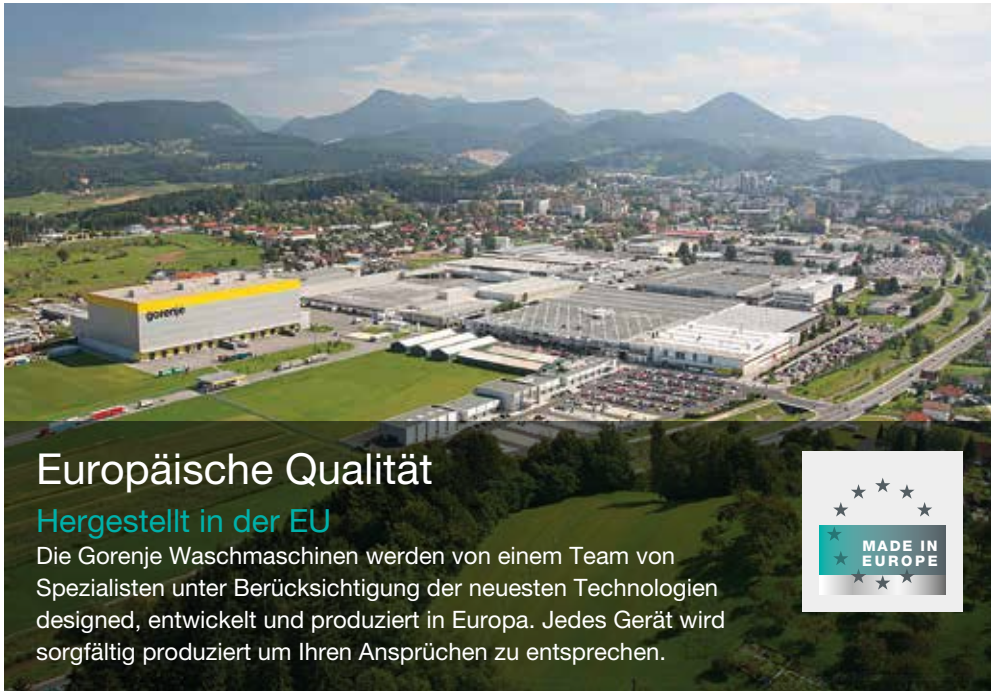 gorenje
Europäische Qualität
Hergestellt in der EU
Die Gorenje Waschmaschinen werden von einem Team von
Spezialisten unter Berücksichtigung der neuesten Technologien
designed, entwickelt und produziert in Europa. Jedes Gerät wird
sorgfältig produziert um Ihren Ansprüchen zu entsprechen.
MADE IN
EUROPE